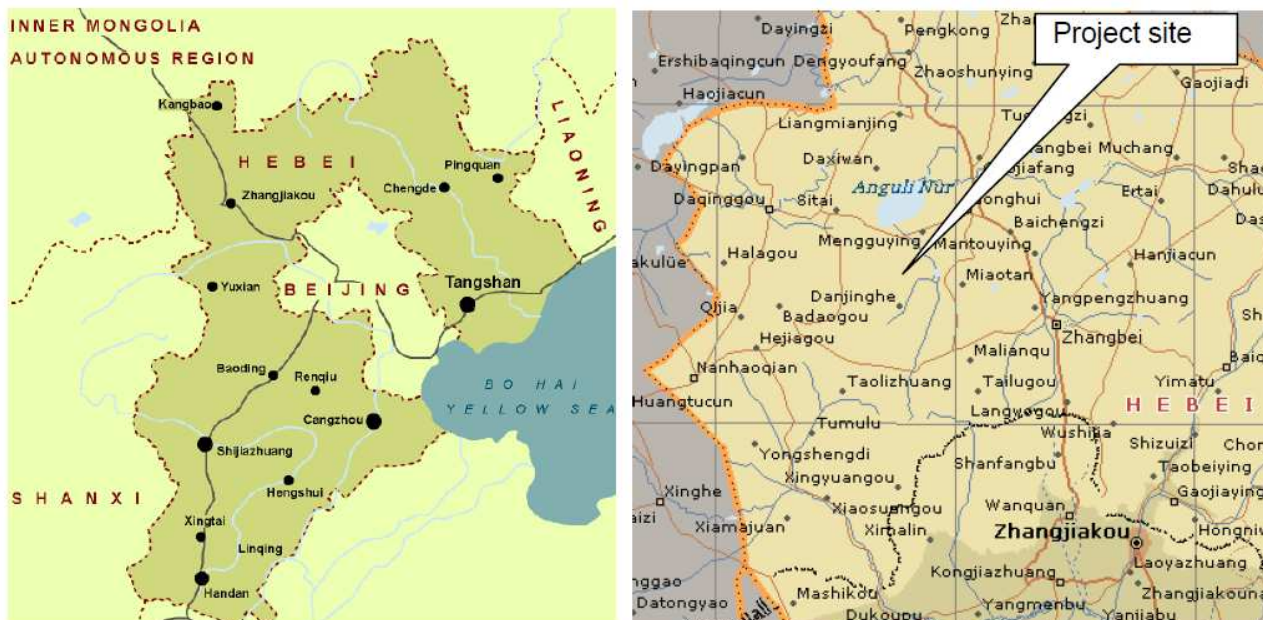 INNER MONGOLIA
AUTONOMOUS REGION
Kangbao
HEBEI
LIAONING
Pingquan
Chengde
Zhangjiakou
Yuxian
BEIJING
Tangshan
Baoding
Renqiu
BO HAI
YELLOW SEA
Cangzhou
Shijiazhuang
Hengshui
SHANXI
Xingtai
Linqing
Handan
Project site
Dayingzi
Pengkong
Ershibaqingcun
Dengyoufang
Zhaoshunying
Gaojiadi
Haojiacun
Liangmianjing
Dayingpan
Daxiwan
Muchang
Anguli Nur
Ertai
Dahulu
Daqinggou
Sitai
Baichengzi
Mengguying
Mantouying
Halagou
Hanjiacun
Miaotan
Danjinghe
Yangpengzhuang
Qijia
Badaogou
Zhangbei
Hejiagou
Malianqu
Nanhaoqian
Taolizhuang
Tailugou
Yimatu
Huangtucun
Langwogou
HEBEI
Tumulu
Wushijia
Shizuizi
Yongshengdi
Shanfangbu
Taobeiying
Xingyuangou
Xinghe
Xiaosuangou
Wanquan
Gaojiaying
Xiamajuan
Ximalin
Zhangjiakou
Laoyazhuang
Kongjiazhuang
Mashikou
Datongyao
Dukoupu
Yangmenbu
Yanjiabu